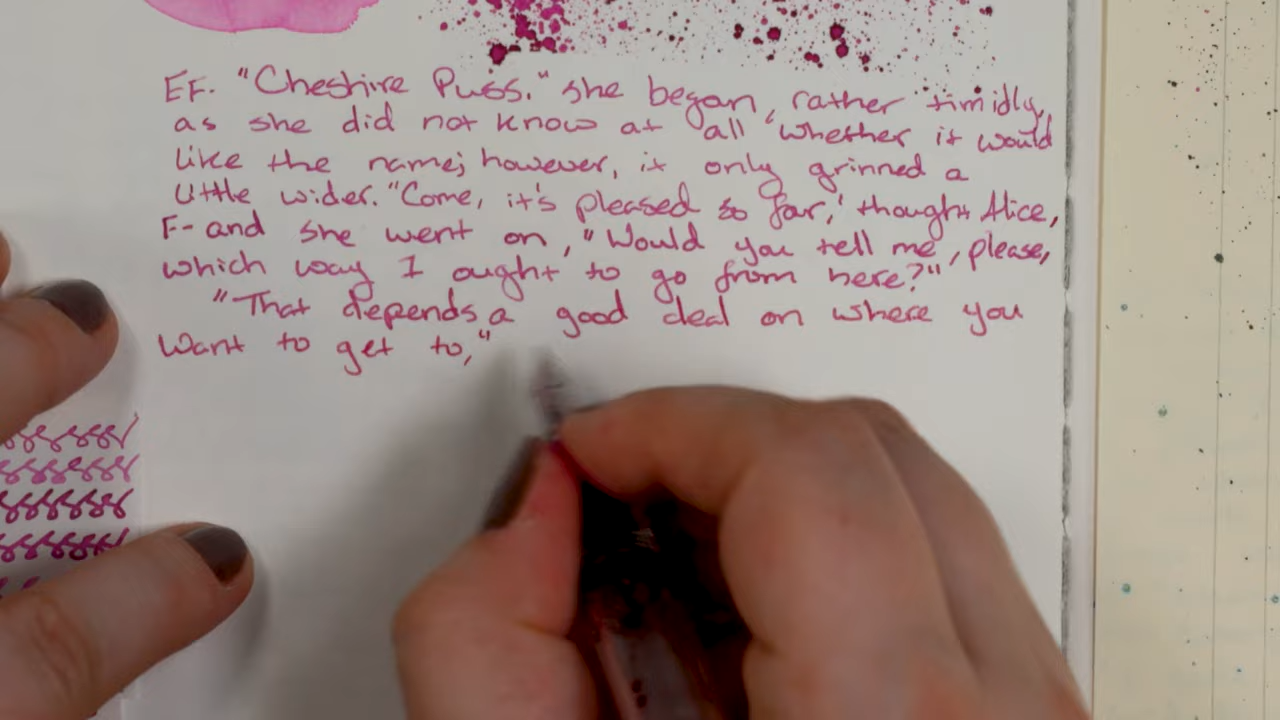 EF. "Cheshire Puss." she began, rather timidly,
as she did not know at all whether it would
like the name; however, it only grinned a
little wider. "Come, it's pleased so far,' thought Alice,
F- and she went on, "Would you tell me, please,
which way I ought to go from here?"
"That depends a good deal on where you
want to get to,"